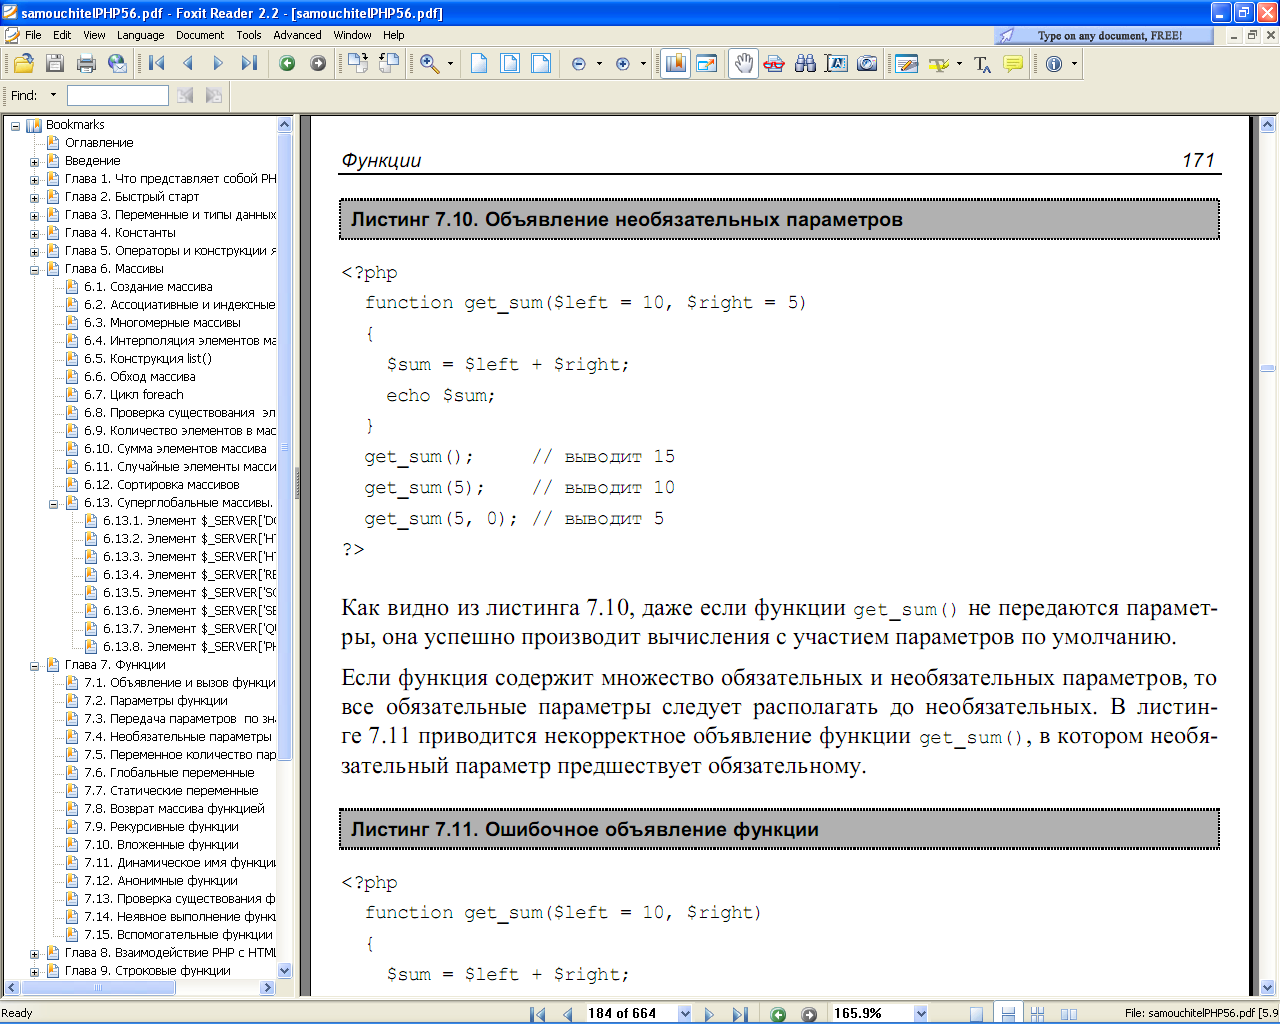 samouchitelPHP56.pdf - Foxit Reader 2.2 - [samouchitelPHP56.pdf]
File Edit View Language Document Tools Advanced Window Help
Type on any document, FREE!
Find:
Bookmarks
Оглавление
Введение
Глава 1. Что представляет собой PH
Глава 2. Быстрый старт
Глава 3. Переменные и типы данных
Глава 4. Константы
Глава 5. Операторы и конструкции я
Глава 6. Массивы
6.1. Создание массива
6.2. Ассоциативные и индексные
6.3. Многомерные массивы
6.4. Интерполяция элементов ма
6.5. Конструкция list()
6.6. Обход массива
6.7. Цикл foreach
6.8. Проверка существования эл
6.9. Количество элементов в мас
6.10. Сумма элементов массива
6.11. Случайные элементы масси
6.12. Сортировка массивов
6.13. Суперглобальные массивы.
6.13.1. Элемент $_SERVER['DO
6.13.2. Элемент $_SERVER['HT
6.13.3. Элемент $_SERVER['HT
6.13.4. Элемент $_SERVER['RE
6.13.5. Элемент $_SERVER['SC
6.13.6. Элемент $_SERVER['SE
6.13.7. Элемент $_SERVER['QU
6.13.8. Элемент $_SERVER['PH
Глава 7. Функции
7.1. Объявление и вызов функци
7.2. Параметры функции
7.3. Передача параметров по зна
7.4. Необязательные параметры
7.5. Переменное количество пар
7.6. Глобальные переменные
7.7. Статические переменные
7.8. Возврат массива функцией
7.9. Рекурсивные функции
7.10. Вложенные функции
7.11. Динамическое имя функци
7.12. Анонимные функции
7.13. Проверка существования ф
7.14. Неявное выполнение функ
7.15. Вспомогательные функции
Глава 8. Взаимодействие PHP с HTML
Глава 9. Строковые функции
Функции 171
Листинг 7.10. Объявление необязательных параметров
<?php
function get_sum($left = 10, $right = 5)
{
$sum = $left + $right;
echo $sum;
}
get_sum(); // выводит 15
get_sum(5); // выводит 10
get_sum(5, 0); // выводит 5
?>
Как видно из листинга 7.10, даже если функции get_sum() не передаются парамет-
ры, она успешно производит вычисления с участием параметров по умолчанию.
Если функция содержит множество обязательных и необязательных параметров, то
все обязательные параметры следует располагать до необязательных. В листин-
ге 7.11 приводится некорректное объявление функции get_sum(), в котором необя-
зательный параметр предшествует обязательному.
Листинг 7.11. Ошибочное объявление функции
<?php
function get_sum($left = 10, $right)
{
$sum = $left + $right;
Ready
184 of 664
165.9%
File: samouchitelPHP56.pdf [5.9